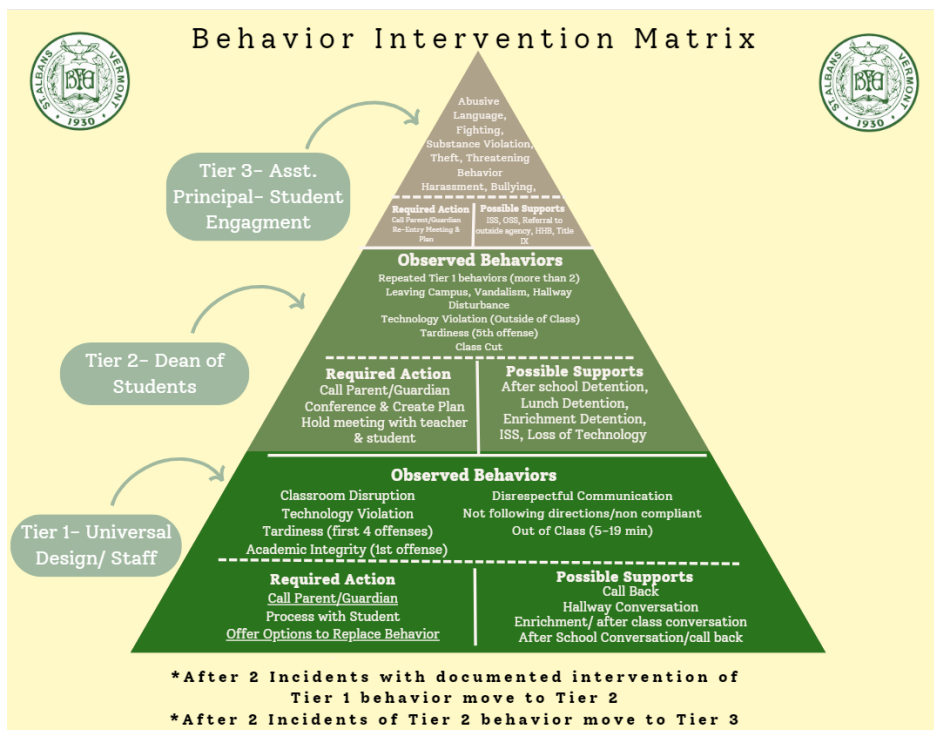 Behavior Intervention Matrix
ST. ALBANS VERMONT
BFA
• 1930 •
ST. ALBANS VERMONT
BFA
• 1930 •
Tier 3- Asst.
Principal- Student
Engagment
Abusive
Language,
Fighting,
Substance Violation,
Theft, Threatening
Behavior
Harassment, Bullying,
Required Action
Call Parent/Guardian
Re-Entry Meeting &
Plan
Possible Supports
ISS, OSS, Referral to
outside agency, HHB, Title
IX
Tier 2- Dean of
Students
Observed Behaviors
Repeated Tier 1 behaviors (more than 2)
Leaving Campus, Vandalism, Hallway
Disturbance
Technology Violation (Outside of Class)
Tardiness (5th offense)
Class Cut
Required Action
Call Parent/Guardian
Conference & Create Plan
Hold meeting with teacher
& student
Possible Supports
After school Detention,
Lunch Detention,
Enrichment Detention,
ISS, Loss of Technology
Tier 1- Universal
Design/ Staff
Observed Behaviors
Classroom Disruption
Technology Violation
Tardiness (first 4 offenses)
Academic Integrity (1st offense)
Disrespectful Communication
Not following directions/non compliant
Out of Class (5-19 min)
Required Action
Call Parent/Guardian
Process with Student
Offer Options to Replace Behavior
Possible Supports
Call Back
Hallway Conversation
Enrichment/ after class conversation
After School Conversation/call back
*After 2 Incidents with documented intervention of
Tier 1 behavior move to Tier 2
*After 2 Incidents of Tier 2 behavior move to Tier 3